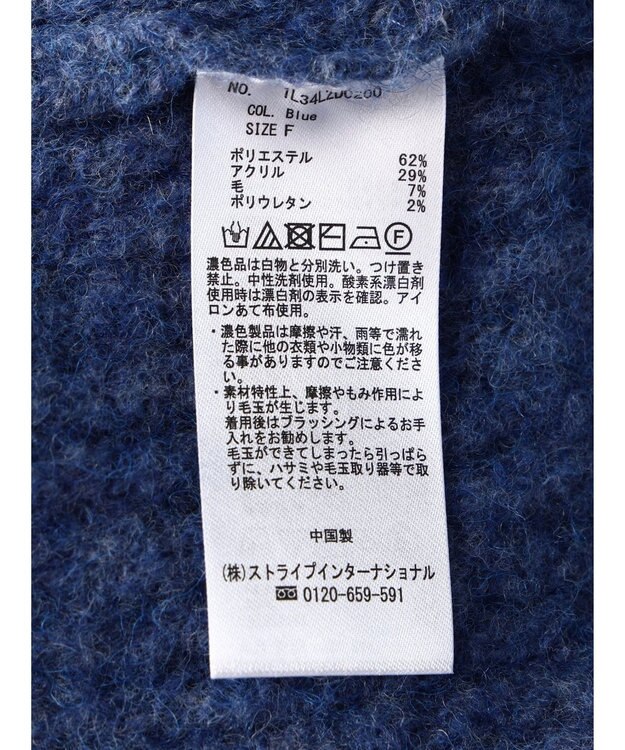 NO. 1L34L2D0260
COL. Blue
SIZE F
ポリエステル 62%
アクリル 29%
毛 7%
ポリウレタン 2%
F
濃色品は白物と分別洗い。つけ置き
禁止。中性洗剤使用。酸素系漂白剤
使用時は漂白剤の表示を確認。アイ
ロンあて布使用。
・濃色製品は摩擦や汗、雨等で濡れ
た際に他の衣類や小物類に色が移
る事がありますのでご注意くださ
い。
・素材特性上、摩擦やもみ作用によ
り毛玉が生じます。
着用後はブラッシングによるお手
入れをお勧めします。
毛玉ができてしまったら引っぱら
ずに、ハサミや毛玉取り器等で取
り除いてください。
中国製
(株)ストライプインターナショナル
0120-659-591